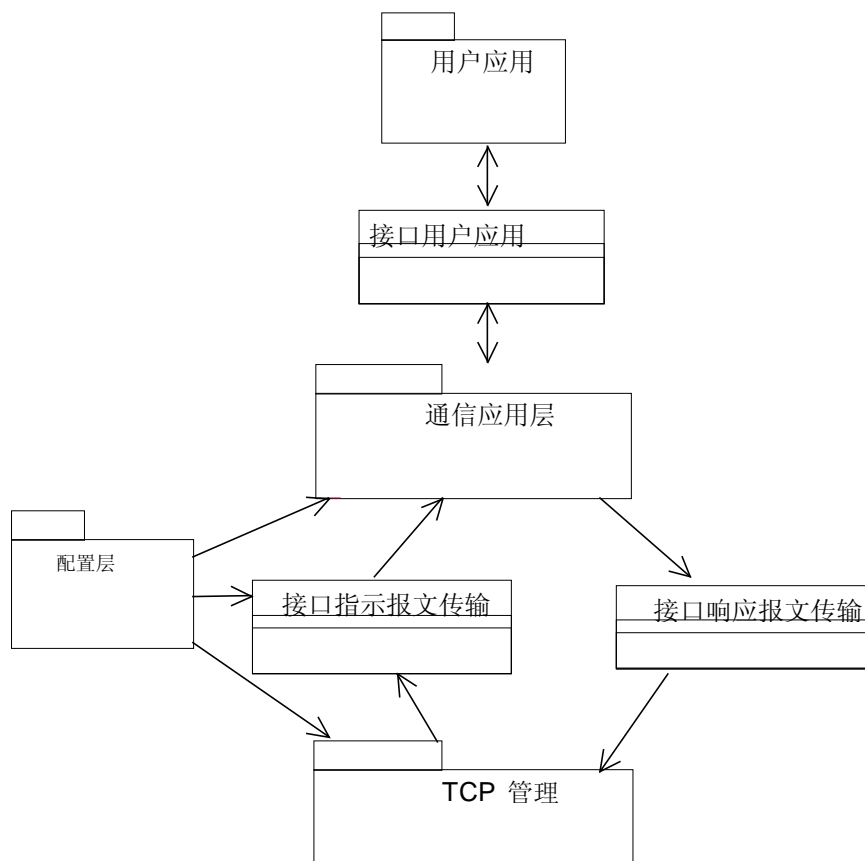 用户应用
接口用户应用
通信应用层
配置层
接口指示报文传输
接口响应报文传输
TCP 管理